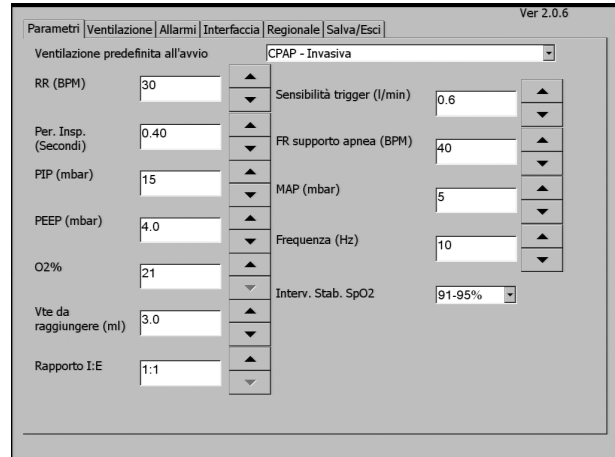 Ver 2.0.6
Parametri Ventilazione Allarmi Interfaccia Regionale Salva/Esci
Ventilazione predefinita all'avvio CPAP - Invasiva
RR (BPM) 30
Per. Insp.
(Secondi) 0.40
PIP (mbar) 15
PEEP (mbar) 4.0
O2% 21
Vte da
raggiungere (ml) 3.0
Rapporto I:E 1:1
Sensibilità trigger (l/min) 0.6
FR supporto apnea (BPM) 40
MAP (mbar) 5
Frequenza (Hz) 10
Interv. Stab. SpO2 91-95%